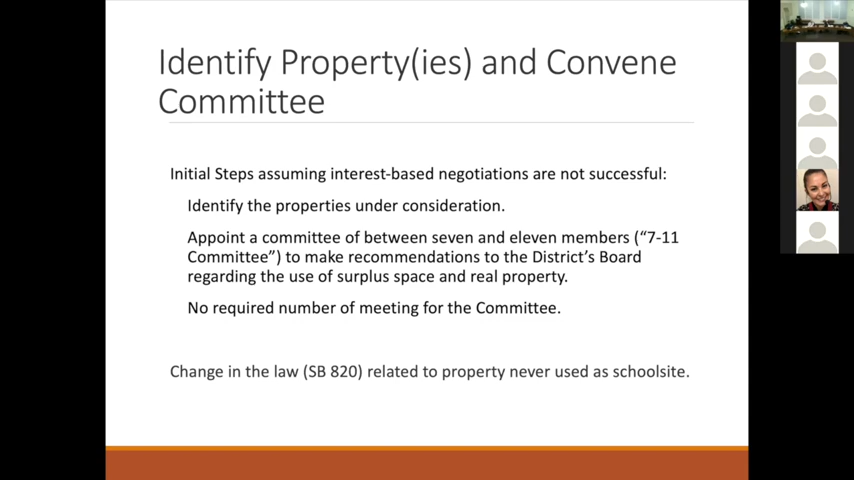 Identify Property(ies) and Convene
Committee
Initial Steps assuming interest-based negotiations are not successful:
Identify the properties under consideration.
Appoint a committee of between seven and eleven members (“7-11
Committee”) to make recommendations to the District’s Board
regarding the use of surplus space and real property.
No required number of meeting for the Committee.
Change in the law (SB 820) related to property never used as schoolsite.